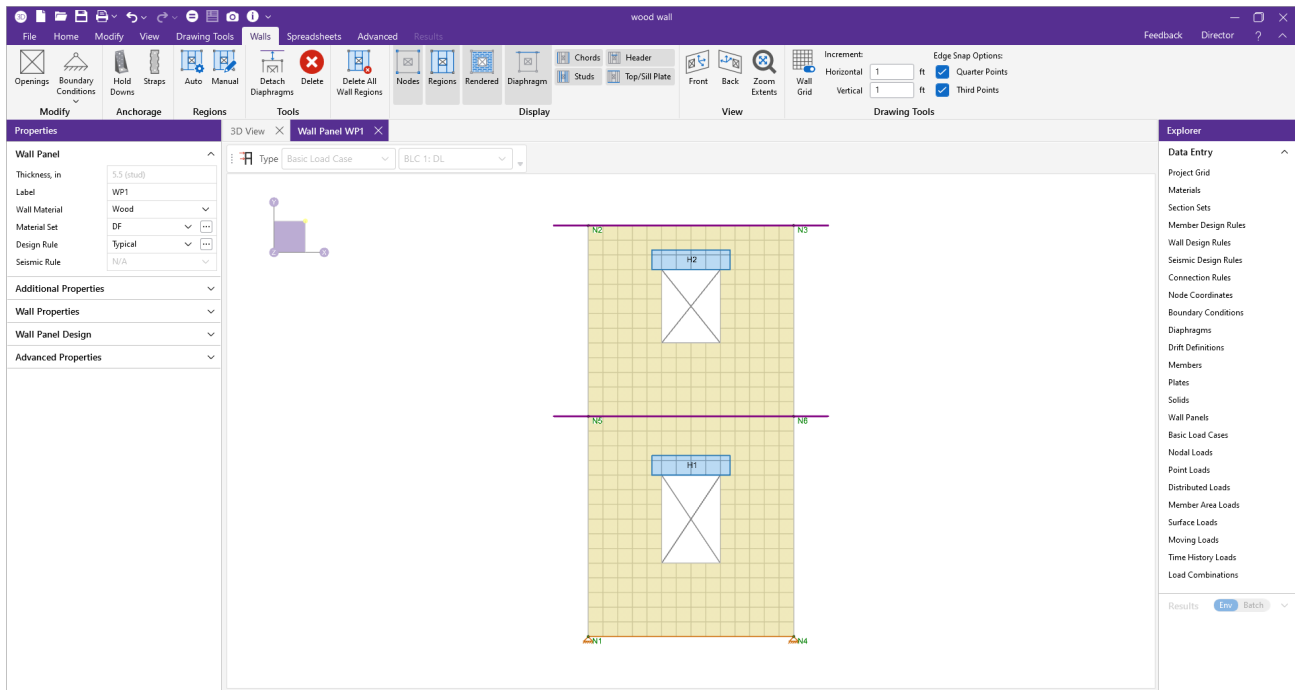 3D
wood wall
File Home Modify View Drawing Tools Walls Spreadsheets Advanced Results Feedback Director ?
Openings
Boundary
Conditions
Modify
Hold
Downs
Straps
Anchorage
Auto
Manual
Regions
Detach
Diaphragms
Delete
Tools
Delete All
Wall Regions
Nodes
Regions
Rendered
Diaphragm
Chords
Header
Studs
Top/Sill Plate
Display
Front
Back
Zoom
Extents
View
Wall
Grid
Increment:
Horizontal 1 ft
Vertical 1 ft
Edge Snap Options:
Quarter Points
Third Points
Drawing Tools
Properties
Wall Panel
Thickness, in 5.5 (stud)
Label WP1
Wall Material Wood
Material Set DF
Design Rule Typical
Seismic Rule N/A
Additional Properties
Wall Properties
Wall Panel Design
Advanced Properties
3D View Wall Panel WP1
Type Basic Load Case BLC 1: DL
Y
Z X
N2 N3
H2
N5 N6
H1
N1 N4
Explorer
Data Entry
Project Grid
Materials
Section Sets
Member Design Rules
Wall Design Rules
Seismic Design Rules
Connection Rules
Node Coordinates
Boundary Conditions
Diaphragms
Drift Definitions
Members
Plates
Solids
Wall Panels
Basic Load Cases
Nodal Loads
Point Loads
Distributed Loads
Member Area Loads
Surface Loads
Moving Loads
Time History Loads
Load Combinations
Results Env Batch